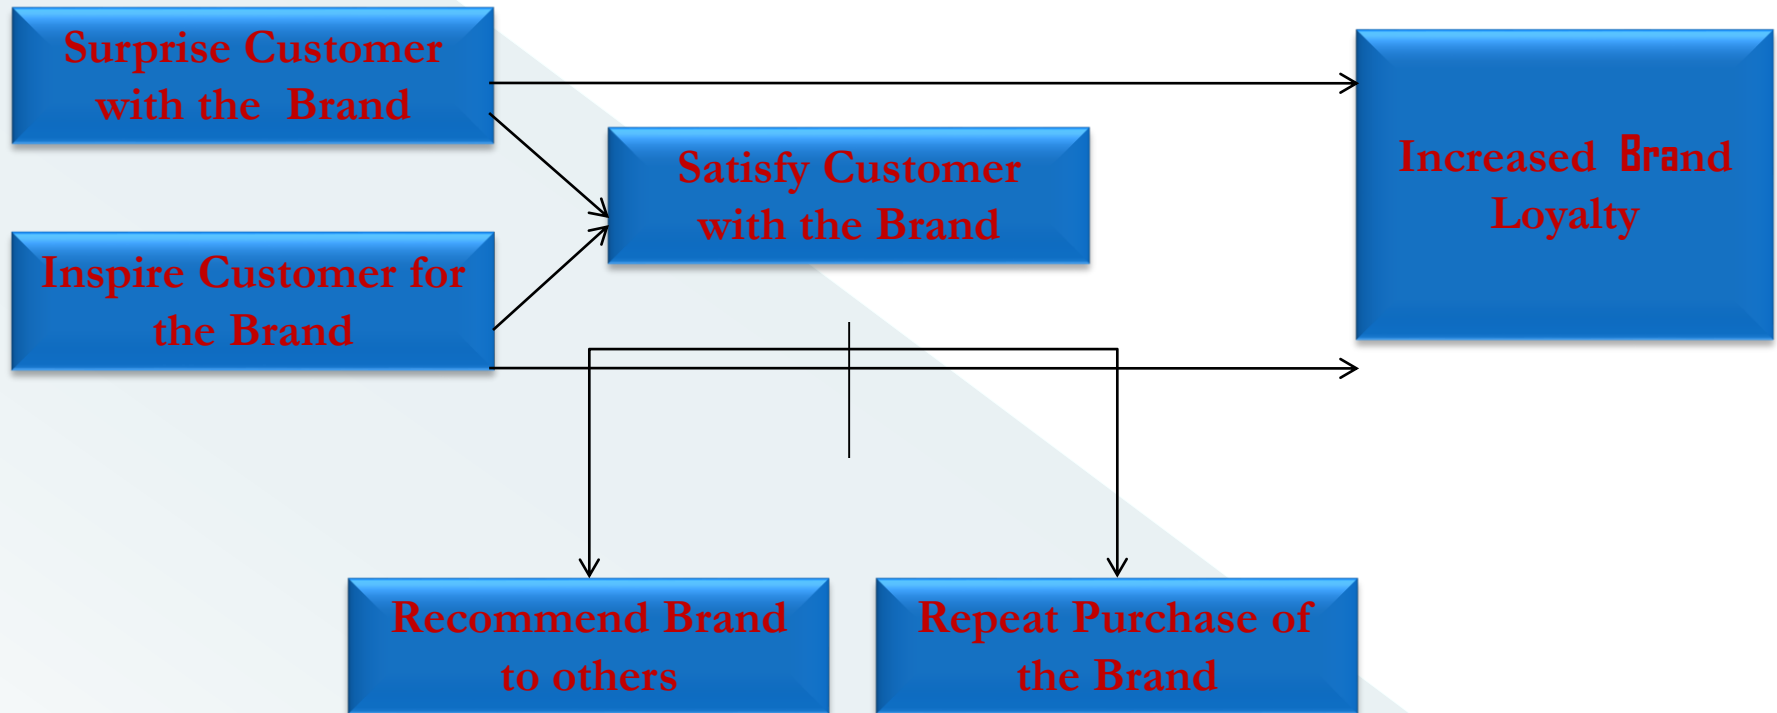 Surprise Customer
with the Brand
Satisfy Customer
with the Brand
Increased Brand
Loyalty
Inspire Customer for
the Brand
Recommend Brand
to others
Repeat Purchase of
the Brand